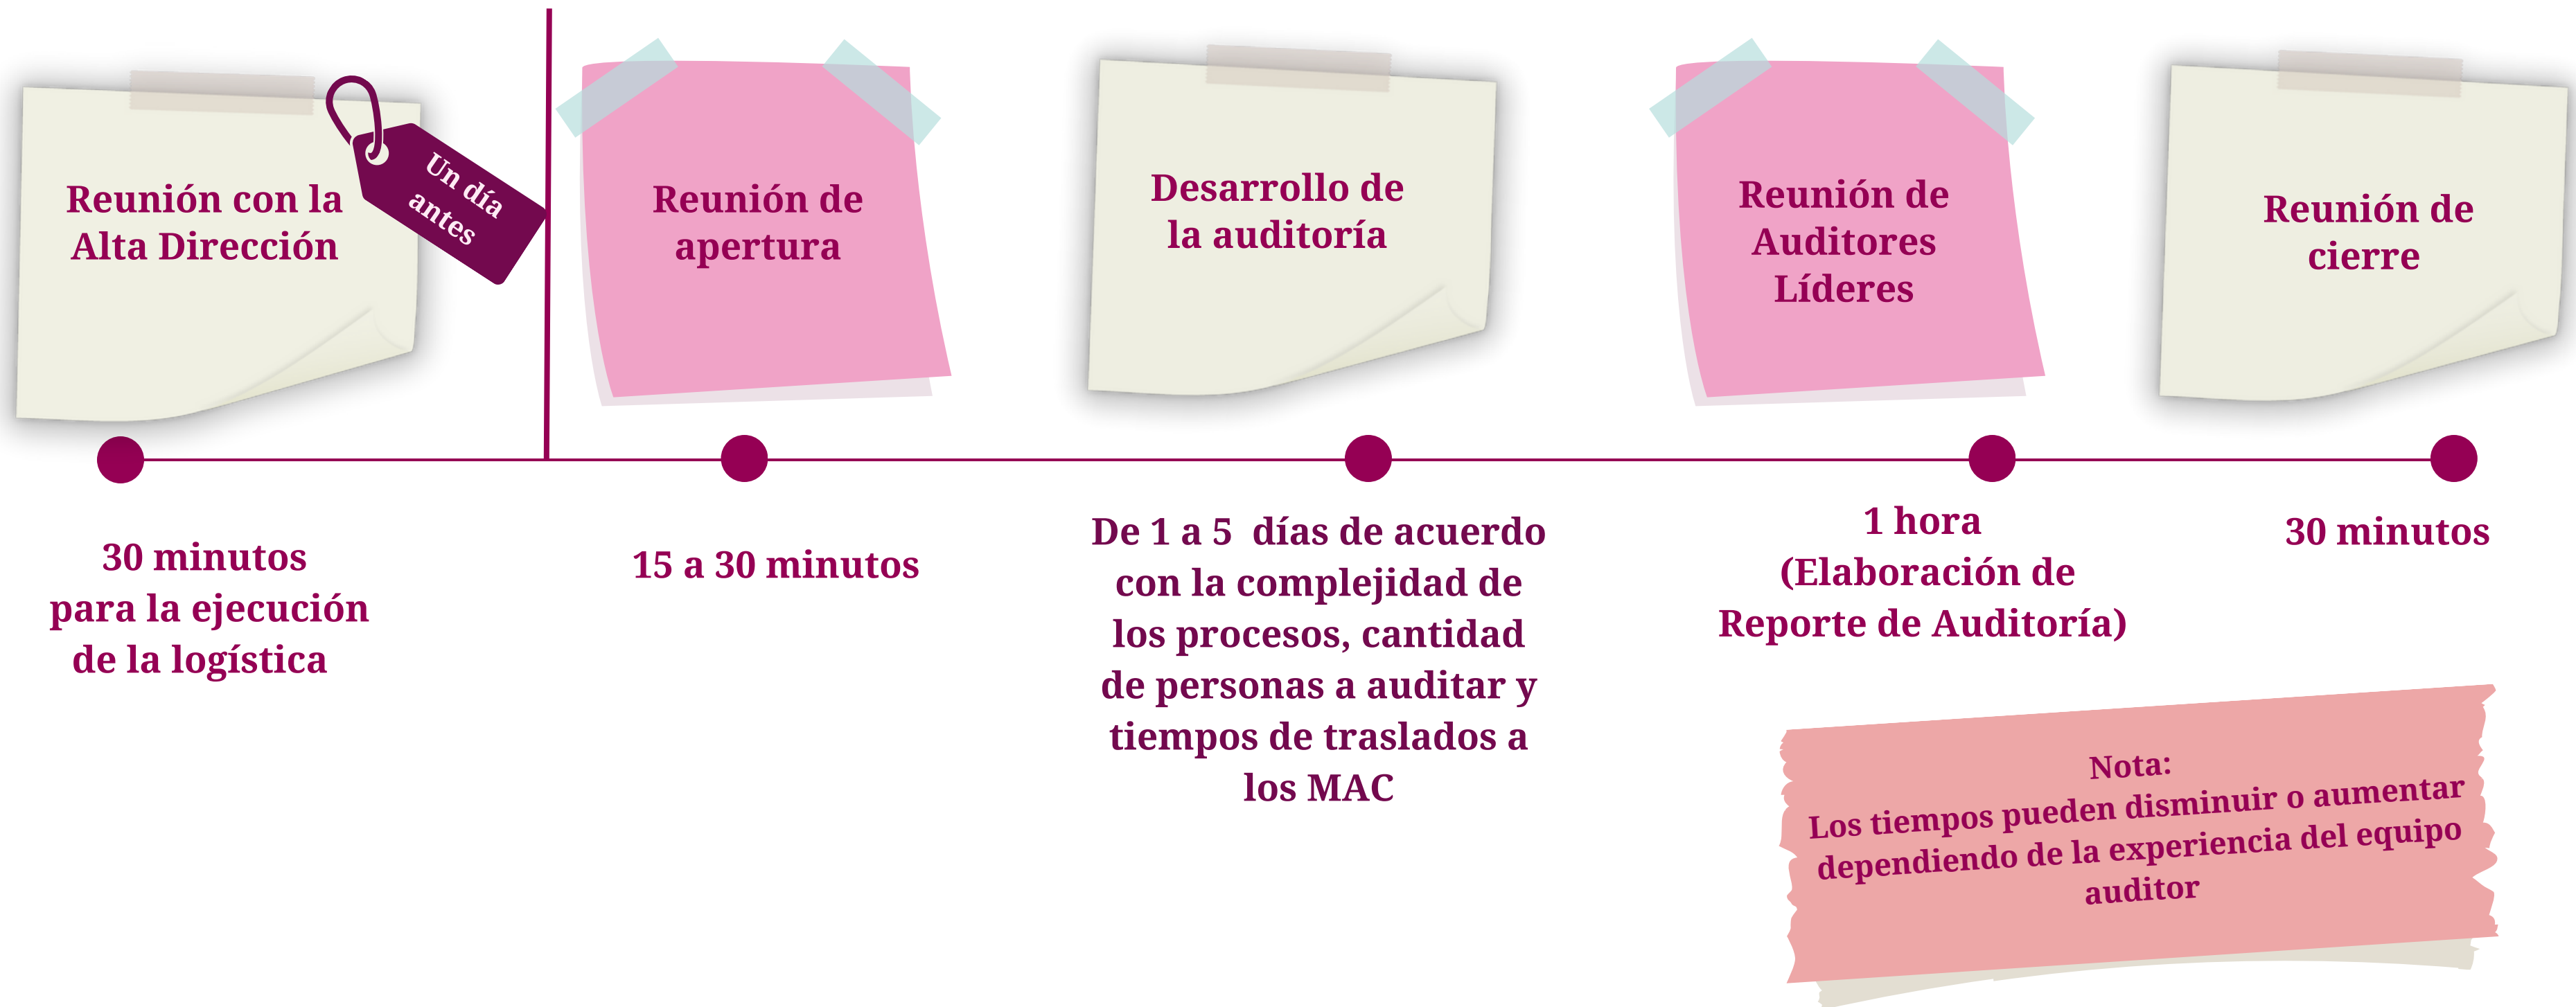 Reunión con la
Alta Dirección
Un día
antes
Reunión de
apertura
Desarrollo de
la auditoría
Reunión de
Auditores
Líderes
Reunión de
cierre
30 minutos
para la ejecución
de la logística
15 a 30 minutos
De 1 a 5  días de acuerdo
con la complejidad de
los procesos, cantidad
de personas a auditar y
tiempos de traslados a
los MAC
1 hora
(Elaboración de
Reporte de Auditoría)
30 minutos
Nota:
Los tiempos pueden disminuir o aumentar
dependiendo de la experiencia del equipo
auditor